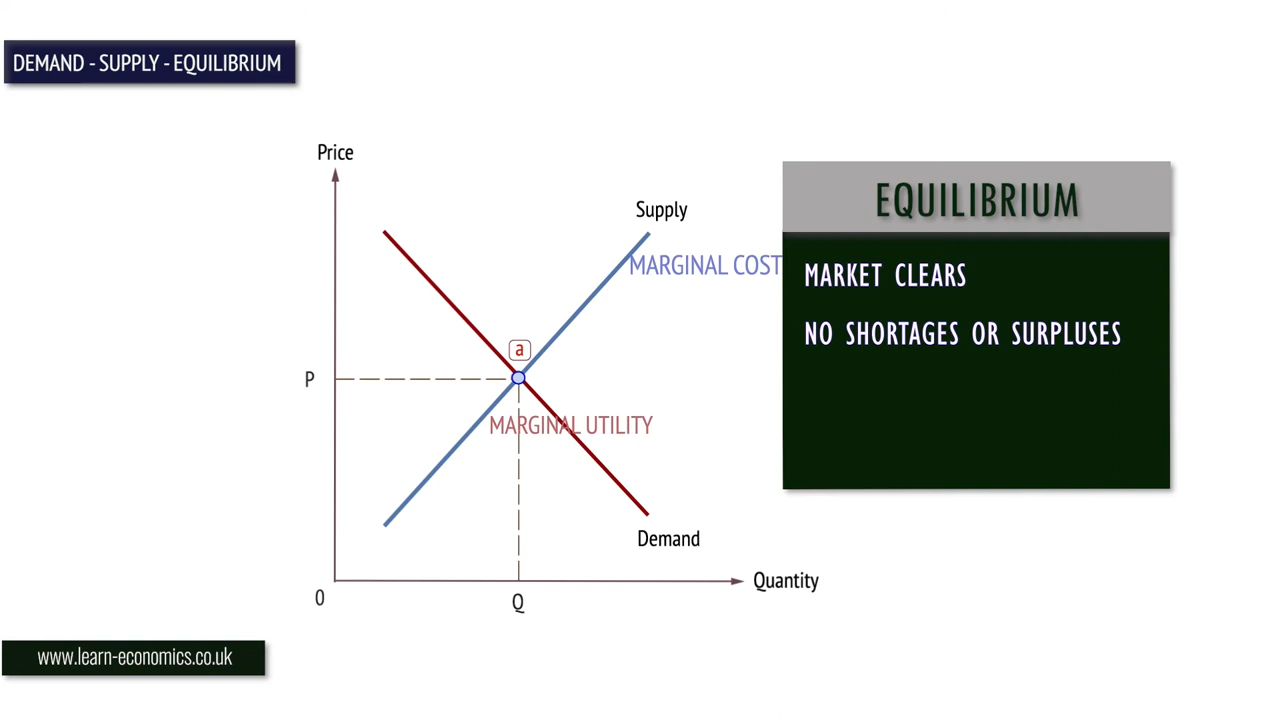 DEMAND - SUPPLY - EQUILIBRIUM
Price
Supply
EQUILIBRIUM
MARGINAL COST
MARKET CLEARS
NO SHORTAGES OR SURPLUSES
a
P
MARGINAL UTILITY
Demand
Quantity
0
Q
www.learn-economics.co.uk